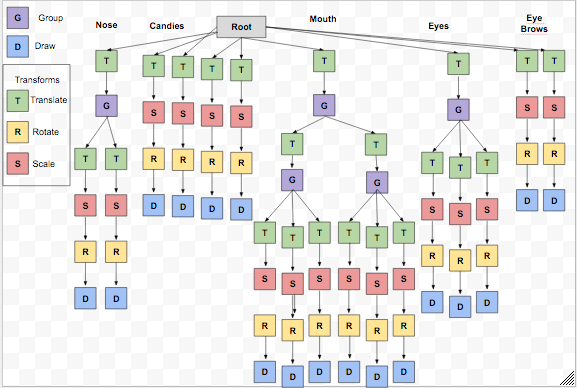 G Group
D Draw
Transforms
T Translate
R Rotate
S Scale
Root
Nose
T
G
T T
S S
R R
D D
Candies
T T T T
S S S S
R R R R
D D D D
Mouth
T
G
T T
G G
T T T T T T
S S S S S S
R R R R R R
D D D D D D
Eyes
T
G
T T T
S S S
R R R
D D D
Eye
Brows
T T
S S
R R
D D